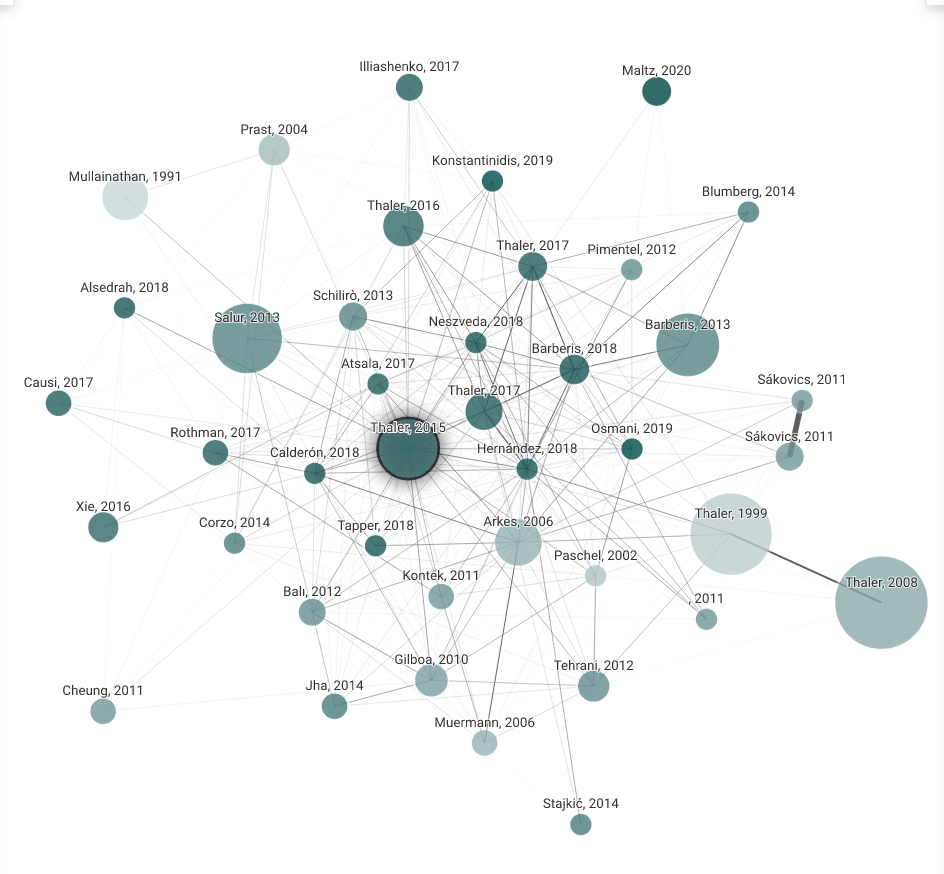 Illiashenko, 2017
Maltz, 2020
Prast, 2004
Konstantinidis, 2019
Mullainathan, 1991
Blumberg, 2014
Thaler, 2016
Thaler, 2017
Pimentel, 2012
Alsedrah, 2018
Schilirò, 2013
Salur, 2013
Neszveda, 2018
Barberis, 2013
Barberis, 2018
Atsala, 2017
Sákovics, 2011
Causi, 2017
Thaler, 2017
Thaler, 2015
Osmani, 2019
Rothman, 2017
Sákovics, 2011
Calderón, 2018
Hernández, 2018
Xie, 2016
Thaler, 1999
Corzo, 2014
Tapper, 2018
Arkes, 2006
Paschel, 2002
Kontek, 2011
Thaler, 2008
Balı, 2012
, 2011
Gilboa, 2010
Tehrani, 2012
Cheung, 2011
Jha, 2014
Muermann, 2006
Stajkić, 2014